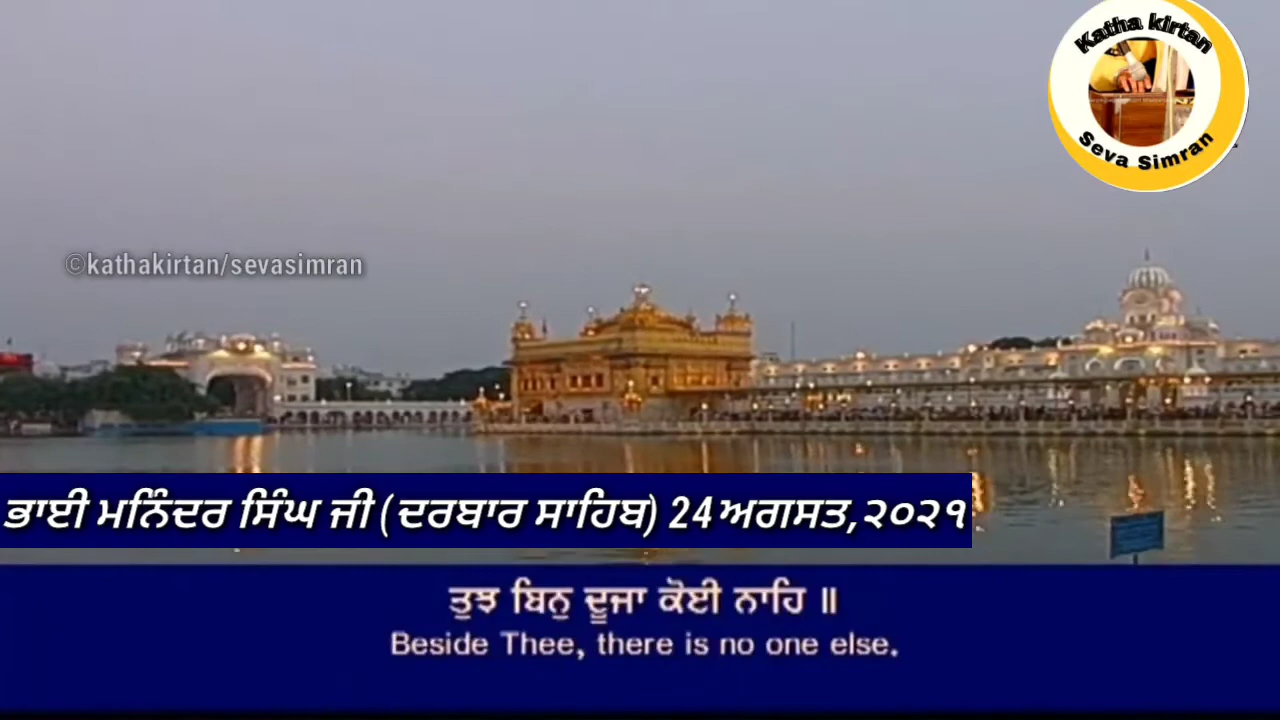 Katha kirtan
Seva Simran
©kathakirtan/sevasimran
ਭਾਈ ਮਨਿੰਦਰ ਸਿੰਘ ਜੀ (ਦਰਬਾਰ ਸਾਹਿਬ) 24 ਅਗਸਤ,੨੦੨੧
ਤੁਝ ਬਿਨੁ ਦੂਜਾ ਕੋਈ ਨਾਹਿ ॥
Beside Thee, there is no one else.